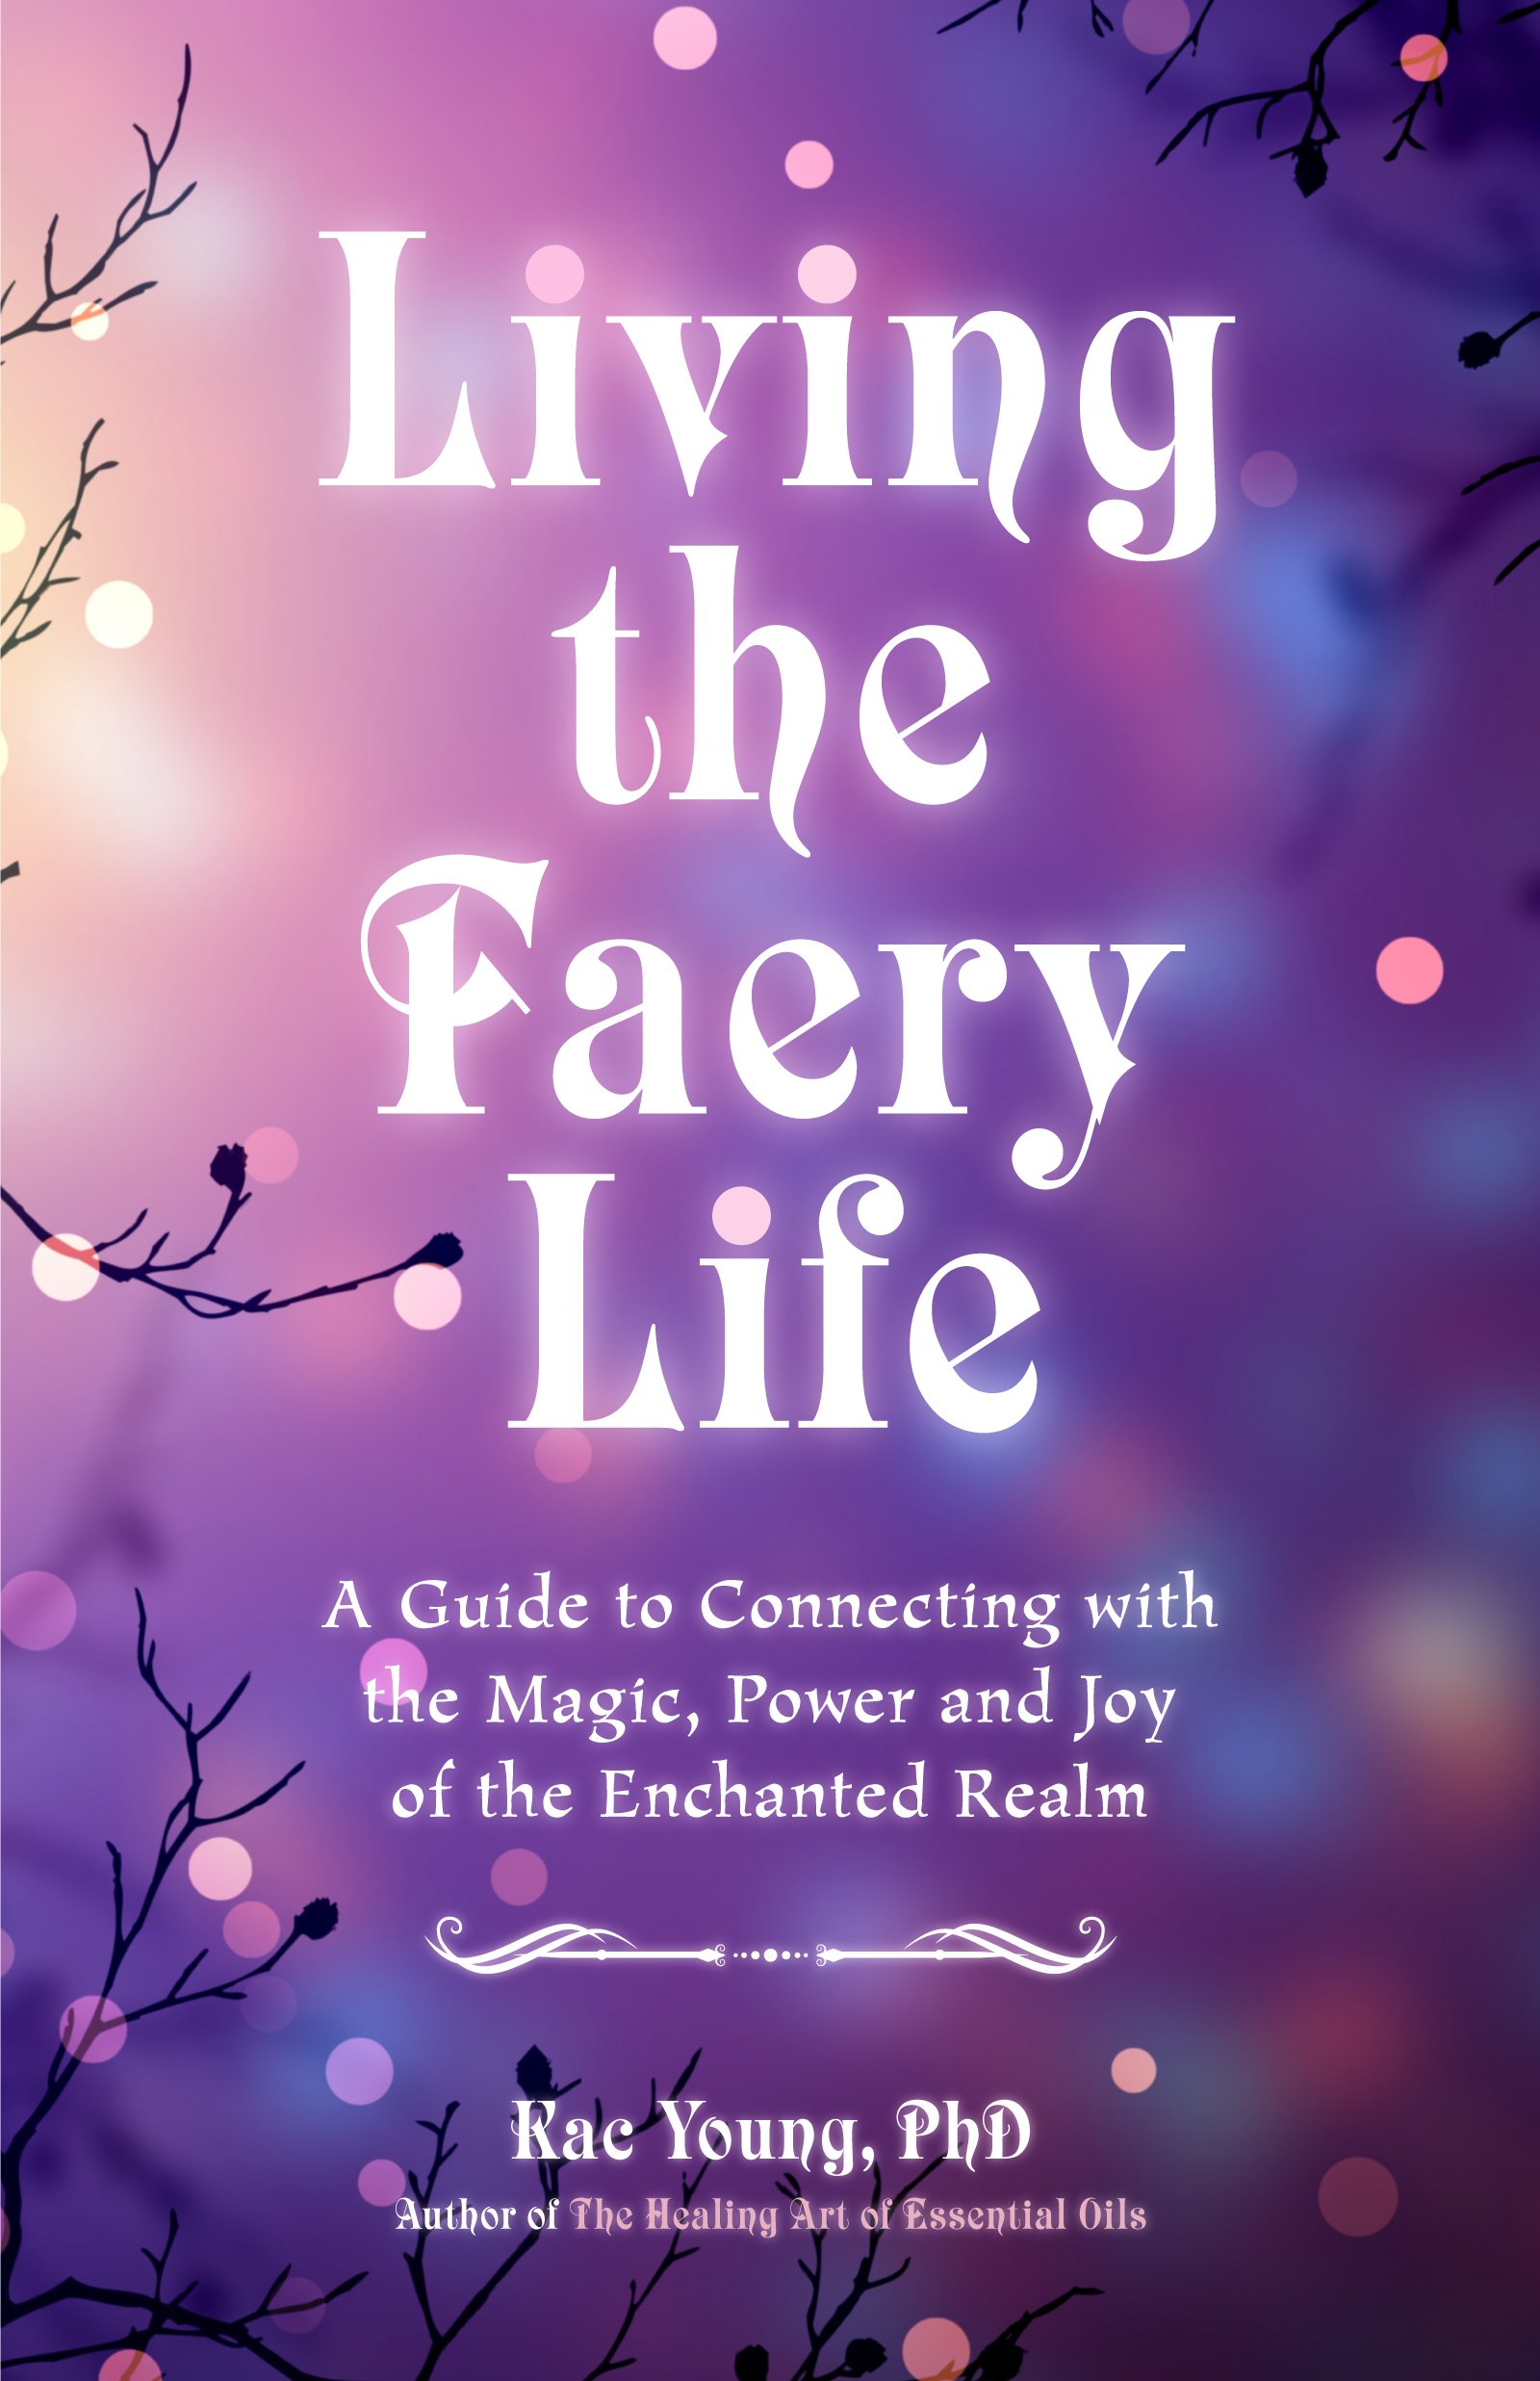 Living
the
Faery
Life
A Guide to Connecting with
the Magic, Power and Joy
of the Enchanted Realm
Kac Young, PhD
Author of The Healing Art of Essential Oils